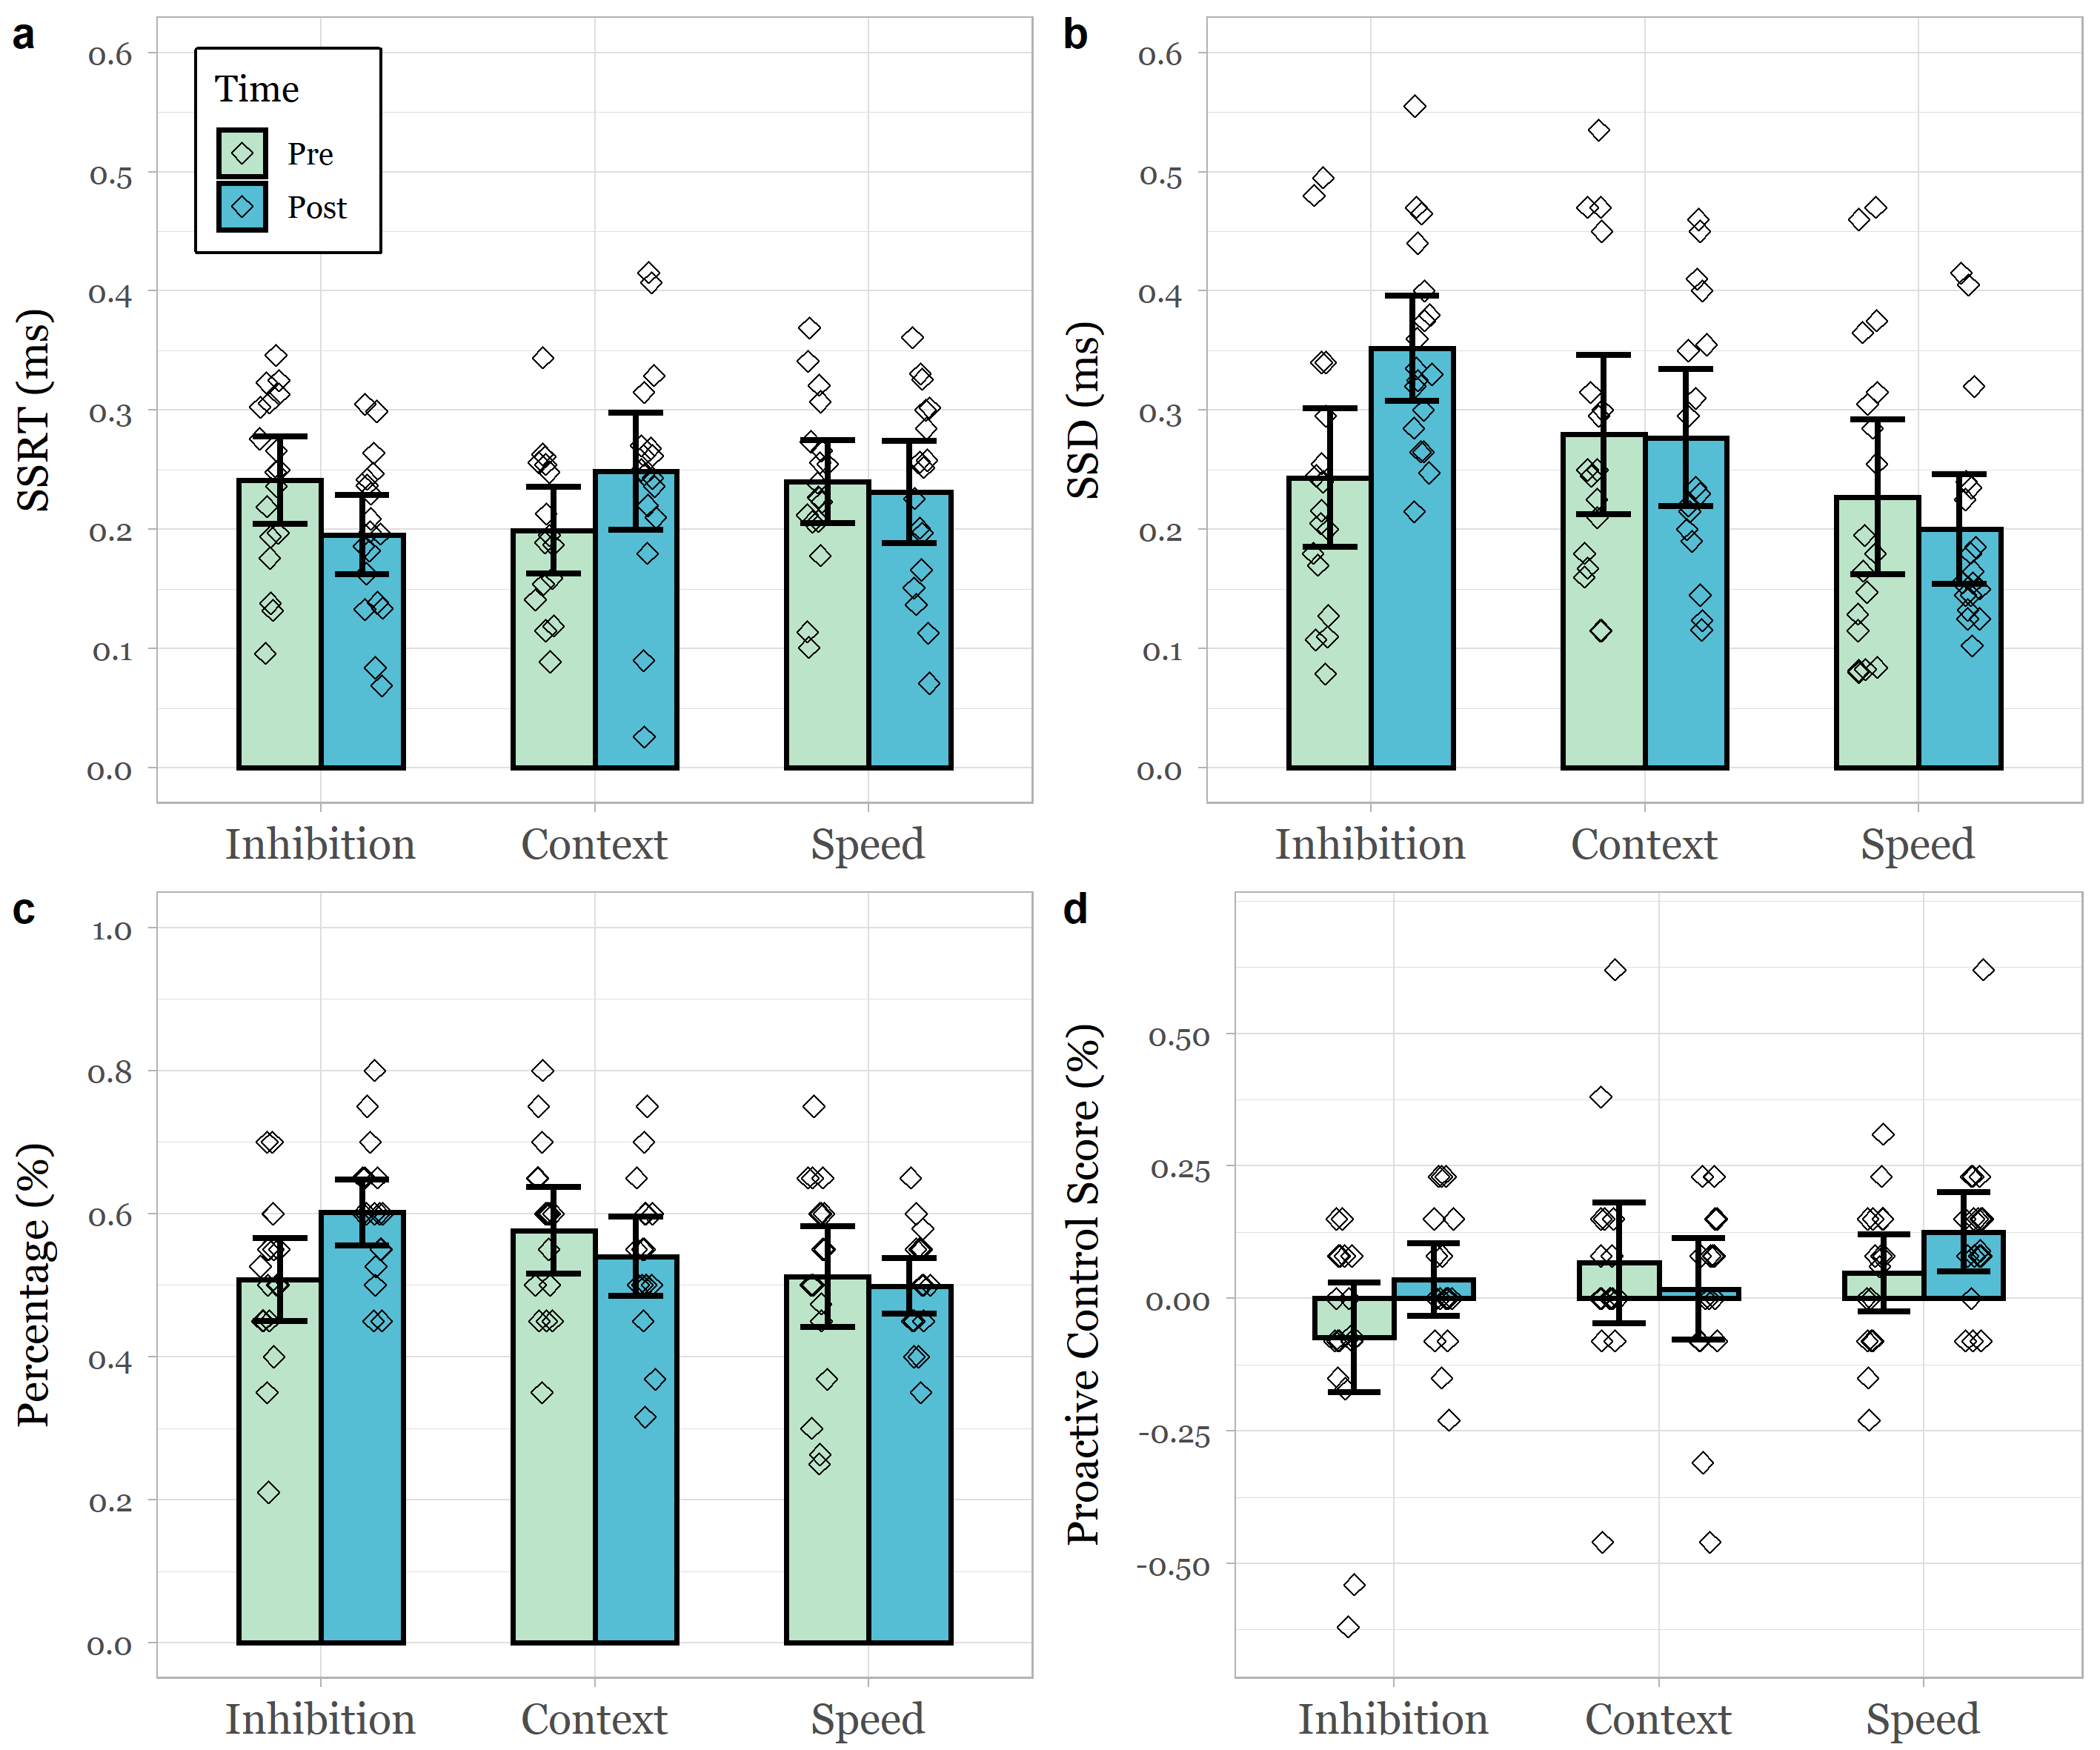 a
SSRT (ms)
0.6
0.5
0.4
0.3
0.2
0.1
0.0
Time
Pre
Post
Inhibition Context Speed
b
SSD (ms)
0.6
0.5
0.4
0.3
0.2
0.1
0.0
Inhibition Context Speed
c
Percentage (%)
1.0
0.8
0.6
0.4
0.2
0.0
Inhibition Context Speed
d
Proactive Control Score (%)
0.50
0.25
0.00
-0.25
-0.50
Inhibition Context Speed